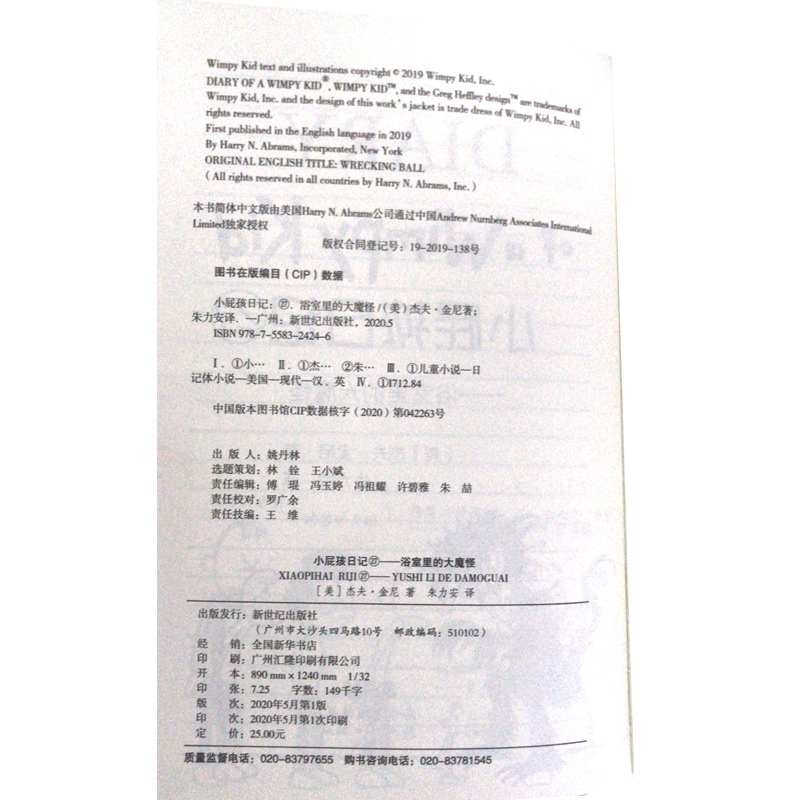 Wimpy Kid text and illustrations copyright © 2019 Wimpy Kid, Inc.
DIARY OF A WIMPY KID®, WIMPY KID™, and the Greg Heffley design™ are trademarks of
Wimpy Kid, Inc. and the design of this work's jacket is trade dress of Wimpy Kid, Inc. All
rights reserved.
First published in the English language in 2019
By Harry N. Abrams, Incorporated, New York
ORIGINAL ENGLISH TITLE: WRECKING BALL
(All rights reserved in all countries by Harry N. Abrams, Inc.)
本书简体中文版由美国Harry N. Abrams公司通过中国Andrew Nurnberg Associates International
Limited独家授权
版权合同登记号：19-2019-138号
图书在版编目（CIP）数据
小屁孩日记：㉗．浴室里的大魔怪 /（美）杰夫·金尼著；
朱力安译．—广州：新世纪出版社，2020.5
ISBN 978-7-5583-2424-6
Ⅰ．①小… Ⅱ．①杰… ②朱… Ⅲ．①儿童小说—日
记体小说—美国—现代—汉、英 Ⅳ．①I712.84
中国版本图书馆CIP数据核字（2020）第042263号
出 版 人：姚丹林
选题策划：林 铨 王小斌
责任编辑：傅 琨 冯玉婷 冯祖耀 许碧雅 朱 喆
责任校对：罗广余
责任技编：王 维
小屁孩日记㉗——浴室里的大魔怪
XIAOPIHAI RIJI㉗——YUSHI LI DE DAMOGUAI
［美］杰夫·金尼 著 朱力安 译
出版发行：新世纪出版社
（广州市大沙头四马路10号 邮政编码：510102）
经 销：全国新华书店
印 刷：广州汇隆印刷有限公司
开 本：890 mm×1240 mm 1/32
印 张：7.25 字数：149千字
版 次：2020年5月第1版
印 次：2020年5月第1次印刷
定 价：25.00元
质量监督电话：020-83797655 购书咨询电话：020-83781545